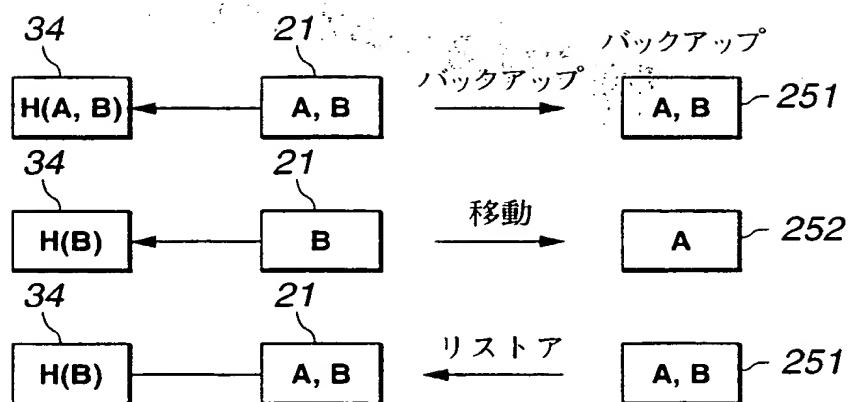 34 21 バックアップ
バックアップ
H(A, B) A, B A, B 251
34 21
移動
H(B) B A 252
34 21
リストア
H(B) A, B A, B 251